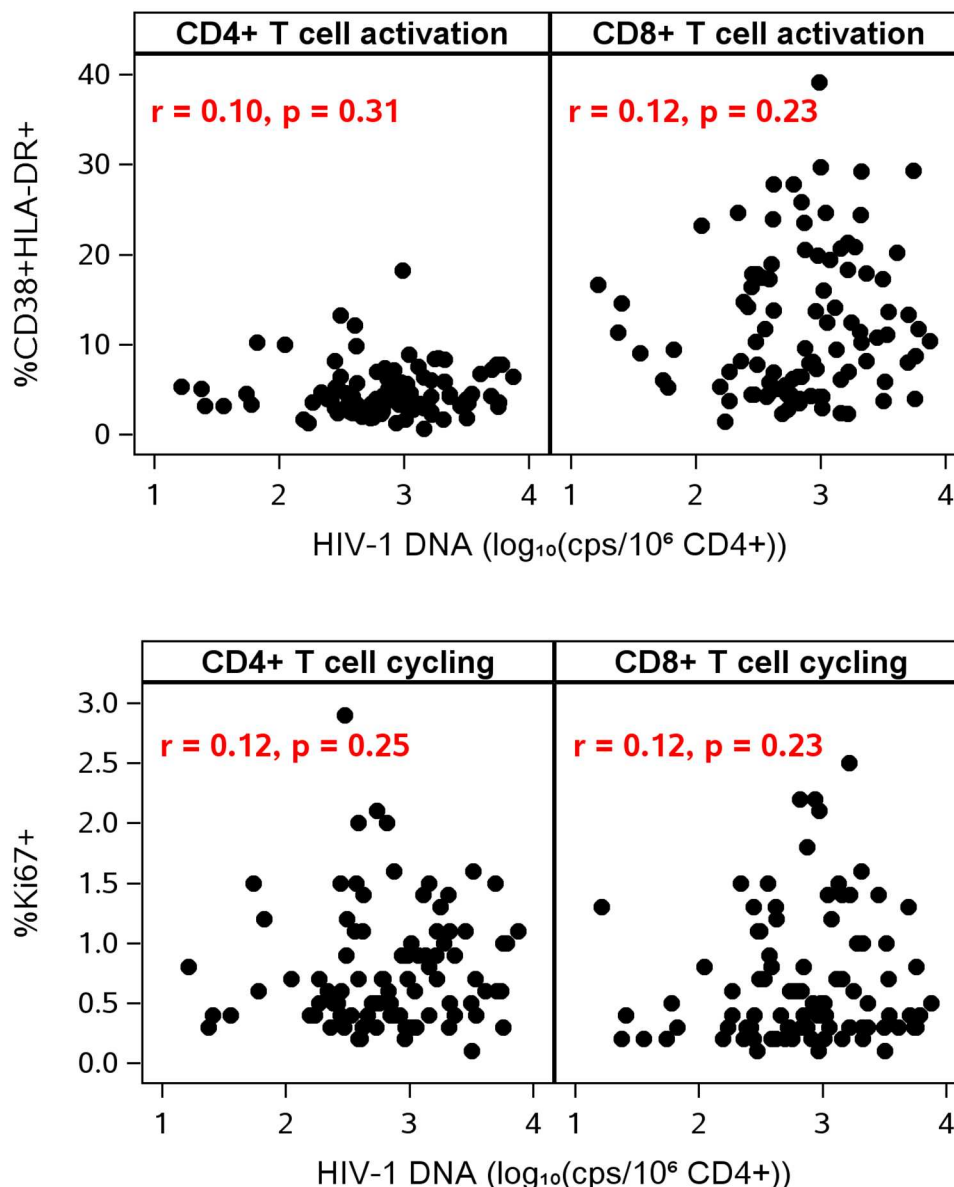 CD4+ T cell activation CD8+ T cell activation
r = 0.10, p = 0.31 r = 0.12, p = 0.23
%CD38+HLA-DR+
40
30
20
10
0
1 2 3 4 1 2 3 4
HIV-1 DNA (log₁₀(cps/10⁶ CD4+))
CD4+ T cell cycling CD8+ T cell cycling
r = 0.12, p = 0.25 r = 0.12, p = 0.23
%Ki67+
3.0
2.5
2.0
1.5
1.0
0.5
0.0
1 2 3 4 1 2 3 4
HIV-1 DNA (log₁₀(cps/10⁶ CD4+))